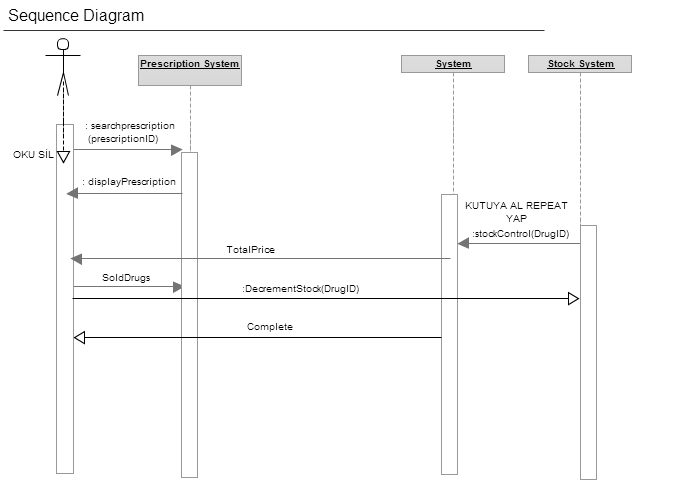 Sequence Diagram
Prescription System
System
Stock System
: searchprescription
(prescriptionID)
OKU SİL
: displayPrescription
KUTUYA AL REPEAT
YAP
:stockControl(DrugID)
TotalPrice
SoldDrugs
:DecrementStock(DrugID)
Complete